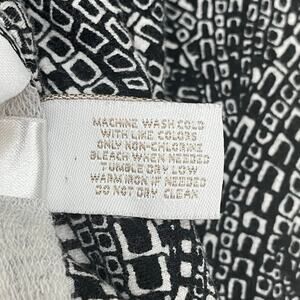 MACHINE WASH COLD
WITH LIKE COLORS
ONLY NON-CHLORINE
BLEACH WHEN NEEDED
TUMBLE DRY LOW
WARM IRON IF NEEDED
DO NOT DRY CLEAN